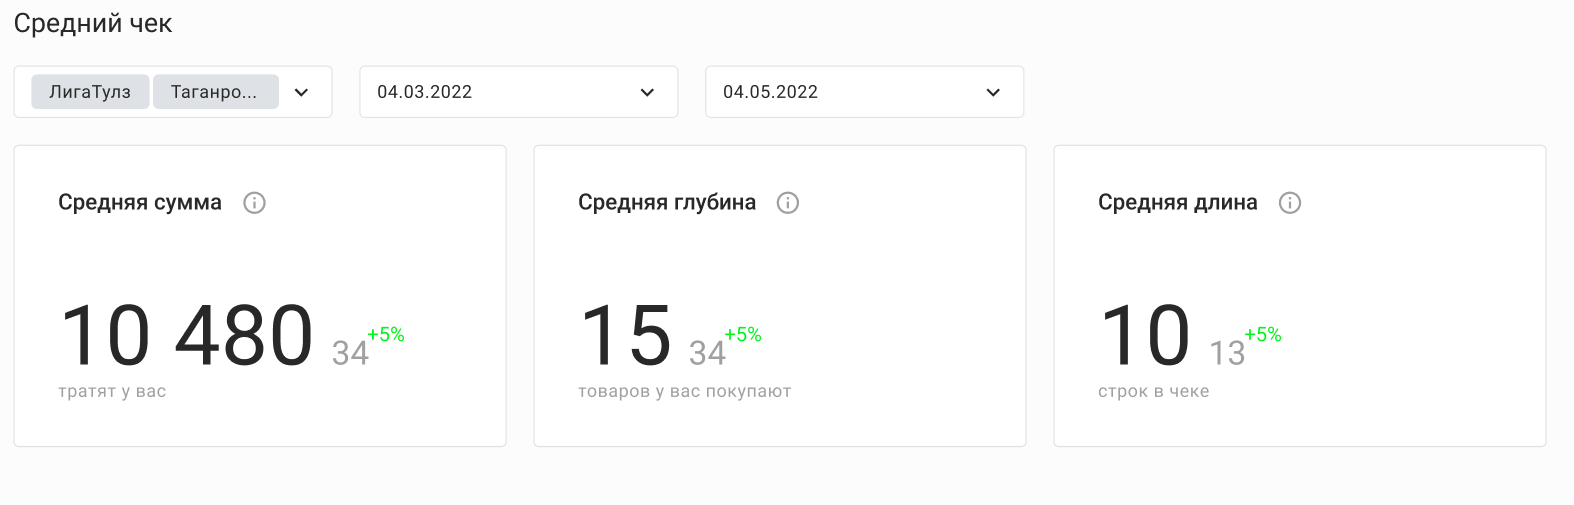 Средний чек
ЛигаТулз Таганро... 04.03.2022 04.05.2022
Средняя сумма Средняя глубина Средняя длина
10 480 34 +5% 15 34 +5% 10 13 +5%
тратят у вас товаров у вас покупают строк в чеке